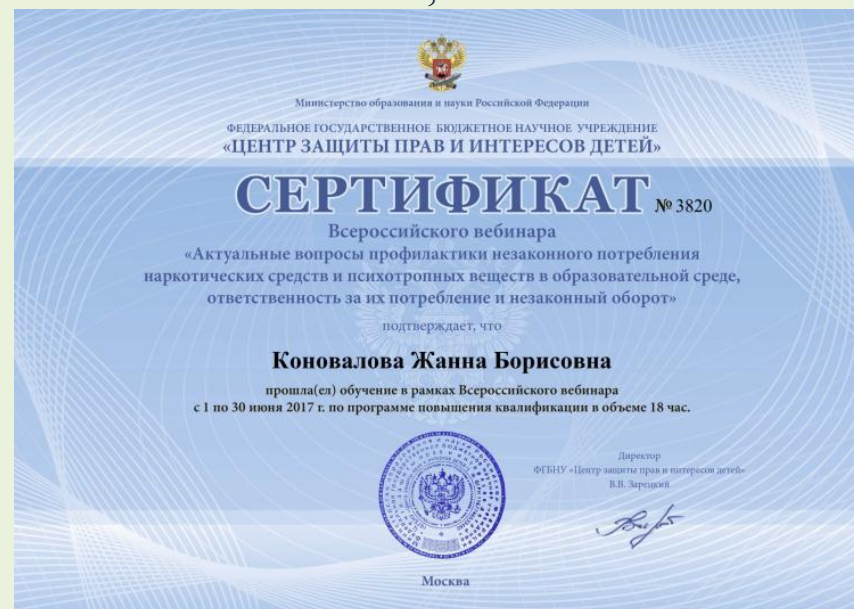 Министерство образования и науки Российской Федерации
ФЕДЕРАЛЬНОЕ ГОСУДАРСТВЕННОЕ БЮДЖЕТНОЕ НАУЧНОЕ УЧРЕЖДЕНИЕ
«ЦЕНТР ЗАЩИТЫ ПРАВ И ИНТЕРЕСОВ ДЕТЕЙ»
СЕРТИФИКАТ № 3820
Всероссийского вебинара
«Актуальные вопросы профилактики незаконного потребления
наркотических средств и психотропных веществ в образовательной среде,
ответственность за их потребление и незаконный оборот»
подтверждает, что
Коновалова Жанна Борисовна
прошла(ел) обучение в рамках Всероссийского вебинара
с 1 по 30 июня 2017 г. по программе повышения квалификации в объеме 18 час.
Директор
ФГБНУ «Центр защиты прав и интересов детей»
В.В. Зарецкий
Москва